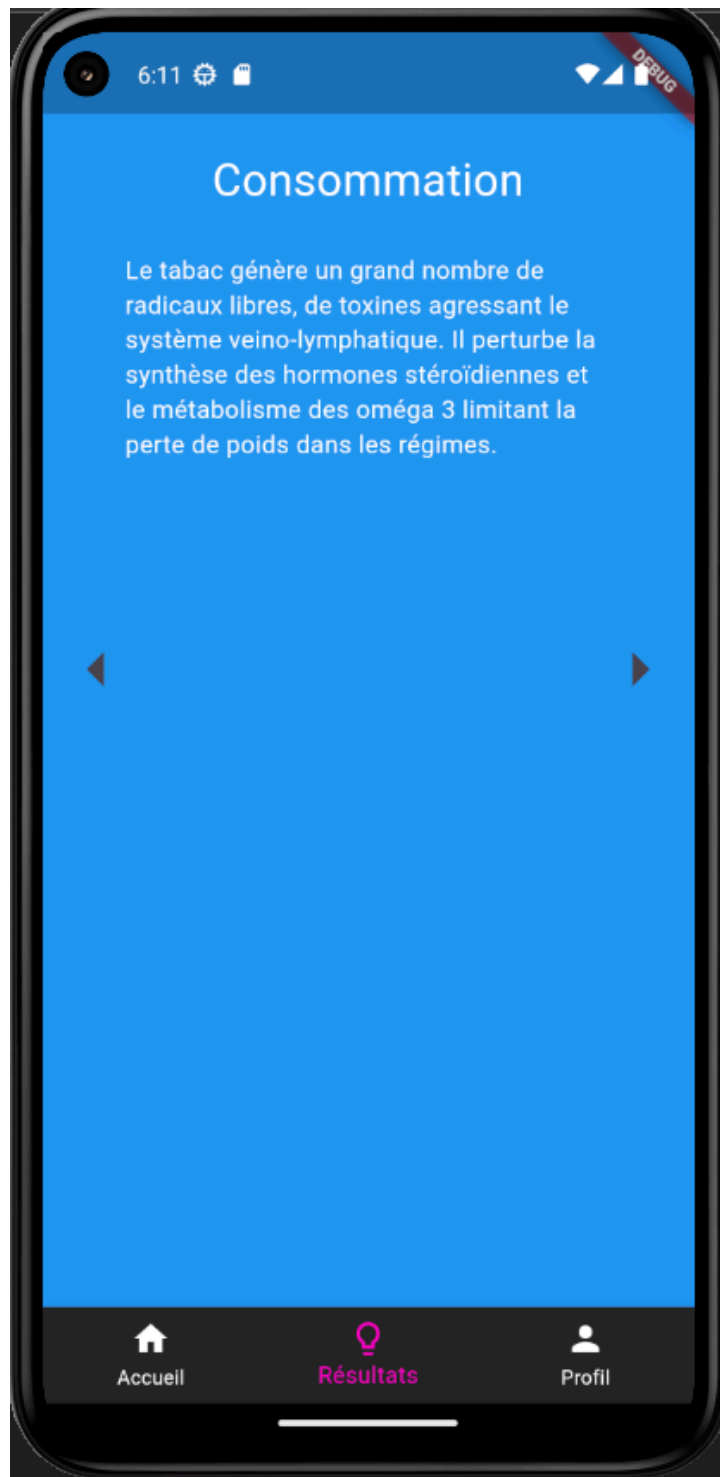 6:11
DEBUG
Consommation
Le tabac génère un grand nombre de
radicaux libres, de toxines agressant le
système veino-lymphatique. Il perturbe la
synthèse des hormones stéroïdiennes et
le métabolisme des oméga 3 limitant la
perte de poids dans les régimes.
Accueil
Résultats
Profil